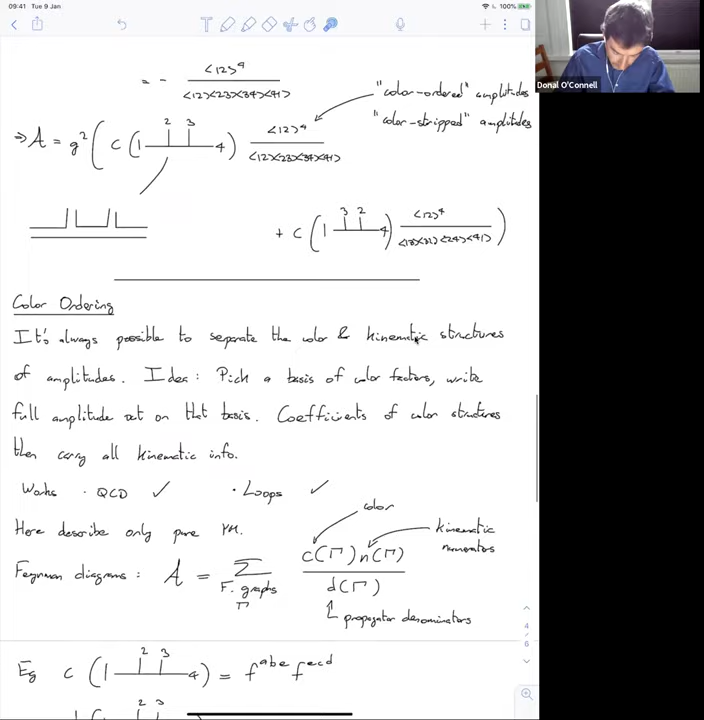 09:41 Tue 9 Jan
100%
Donal O'Connell
= - <12>^4 / <12><23><34><41>
"color-ordered" amplitudes
"color-stripped" amplitudes
⇒ A = g² ( C ( 1 2 3 4 ) <12>^4 / <12><23><34><41>
+ C ( 1 3 2 4 ) <12>^4 / <13><32><24><41> )
Color Ordering
It's always possible to separate the color & kinematic structures
of amplitudes. Idea: Pick a basis of color factors, write
full amplitude out on that basis. Coefficients of color structures
then carry all kinematic info.
Works · QCD ✓ · Loops ✓
Here describe only pure YM.
color
kinematic numerators
Feynman diagrams: A = Σ F. graphs Γ c(Γ) n(Γ) / d(Γ)
propagator denominators
4 / 6
Eg c ( 1 2 3 4 ) = f^abe f^ecd
2 3